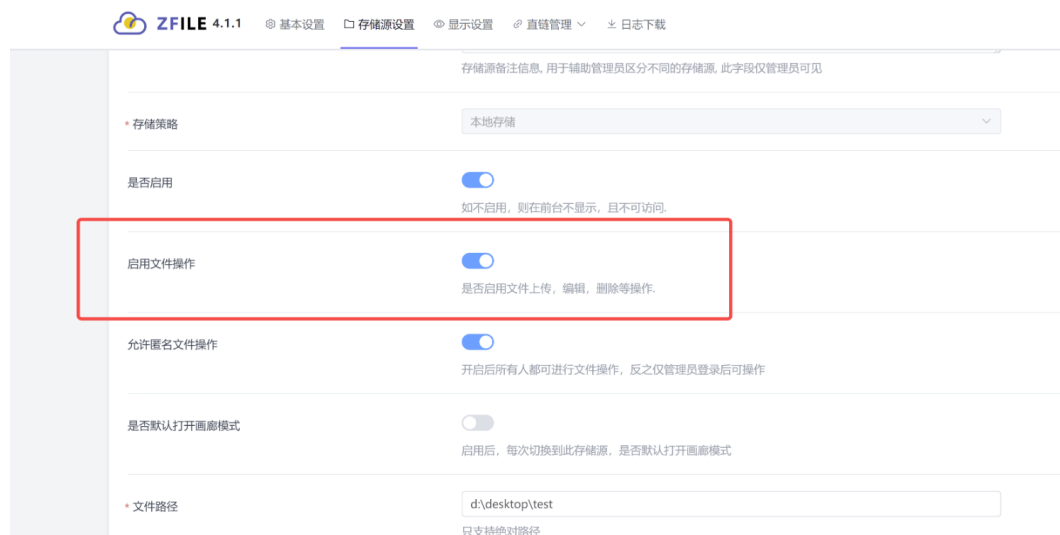 ZFILE 4.1.1 基本设置 存储源设置 显示设置 直链管理 日志下载
存储源备注信息, 用于辅助管理员区分不同的存储源, 此字段仅管理员可见
* 存储策略 本地存储
是否启用
如不启用，则在前台不显示，且不可访问.
启用文件操作
是否启用文件上传，编辑，删除等操作.
允许匿名文件操作
开启后所有人都可进行文件操作，反之仅管理员登录后可操作
是否默认打开画廊模式
启用后，每次切换到此存储源，是否默认打开画廊模式
* 文件路径 d:\desktop\test
只支持绝对路径